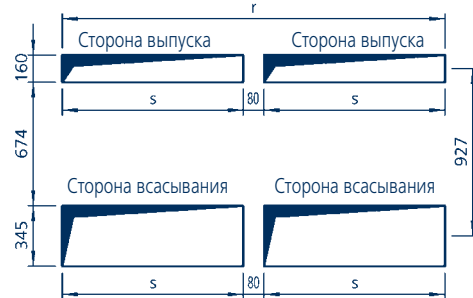 r
Сторона выпуска Сторона выпуска
160
s 80 s
674
927
Сторона всасывания Сторона всасывания
345
s 80 s